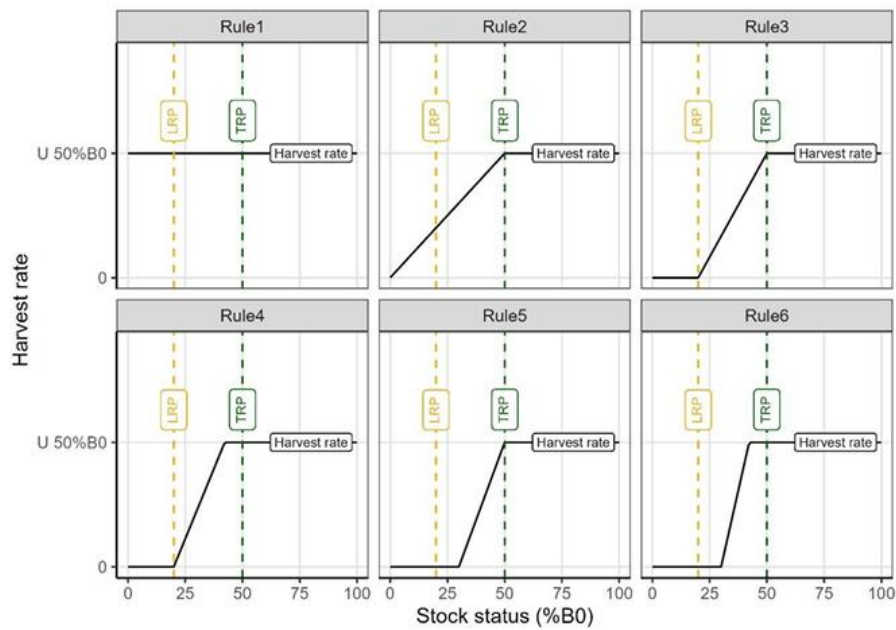 Rule1
Rule2
Rule3
LRP
TRP
LRP
TRP
LRP
TRP
U 50%B0
Harvest rate
Harvest rate
Harvest rate
0
Harvest rate
Rule4
Rule5
Rule6
LRP
TRP
LRP
TRP
LRP
TRP
U 50%B0
Harvest rate
Harvest rate
Harvest rate
0
0 25 50 75 100
0 25 50 75 100
0 25 50 75 100
Stock status (%B0)